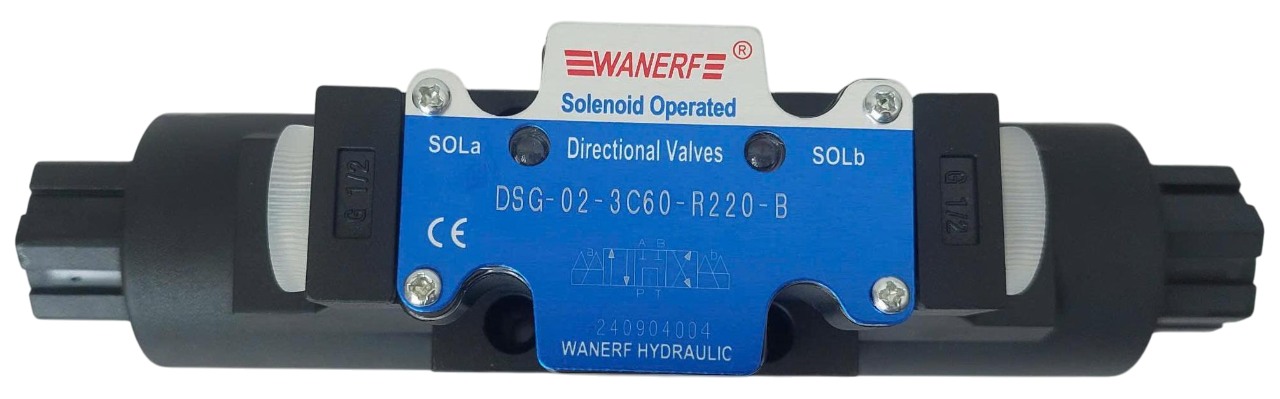 WANERF ®
Solenoid Operated
SOLa Directional Valves SOLb
G 1/2
G 1/2
DSG-02-3C60-R220-B
CE
A B
a b
P T
240904004
WANERF HYDRAULIC